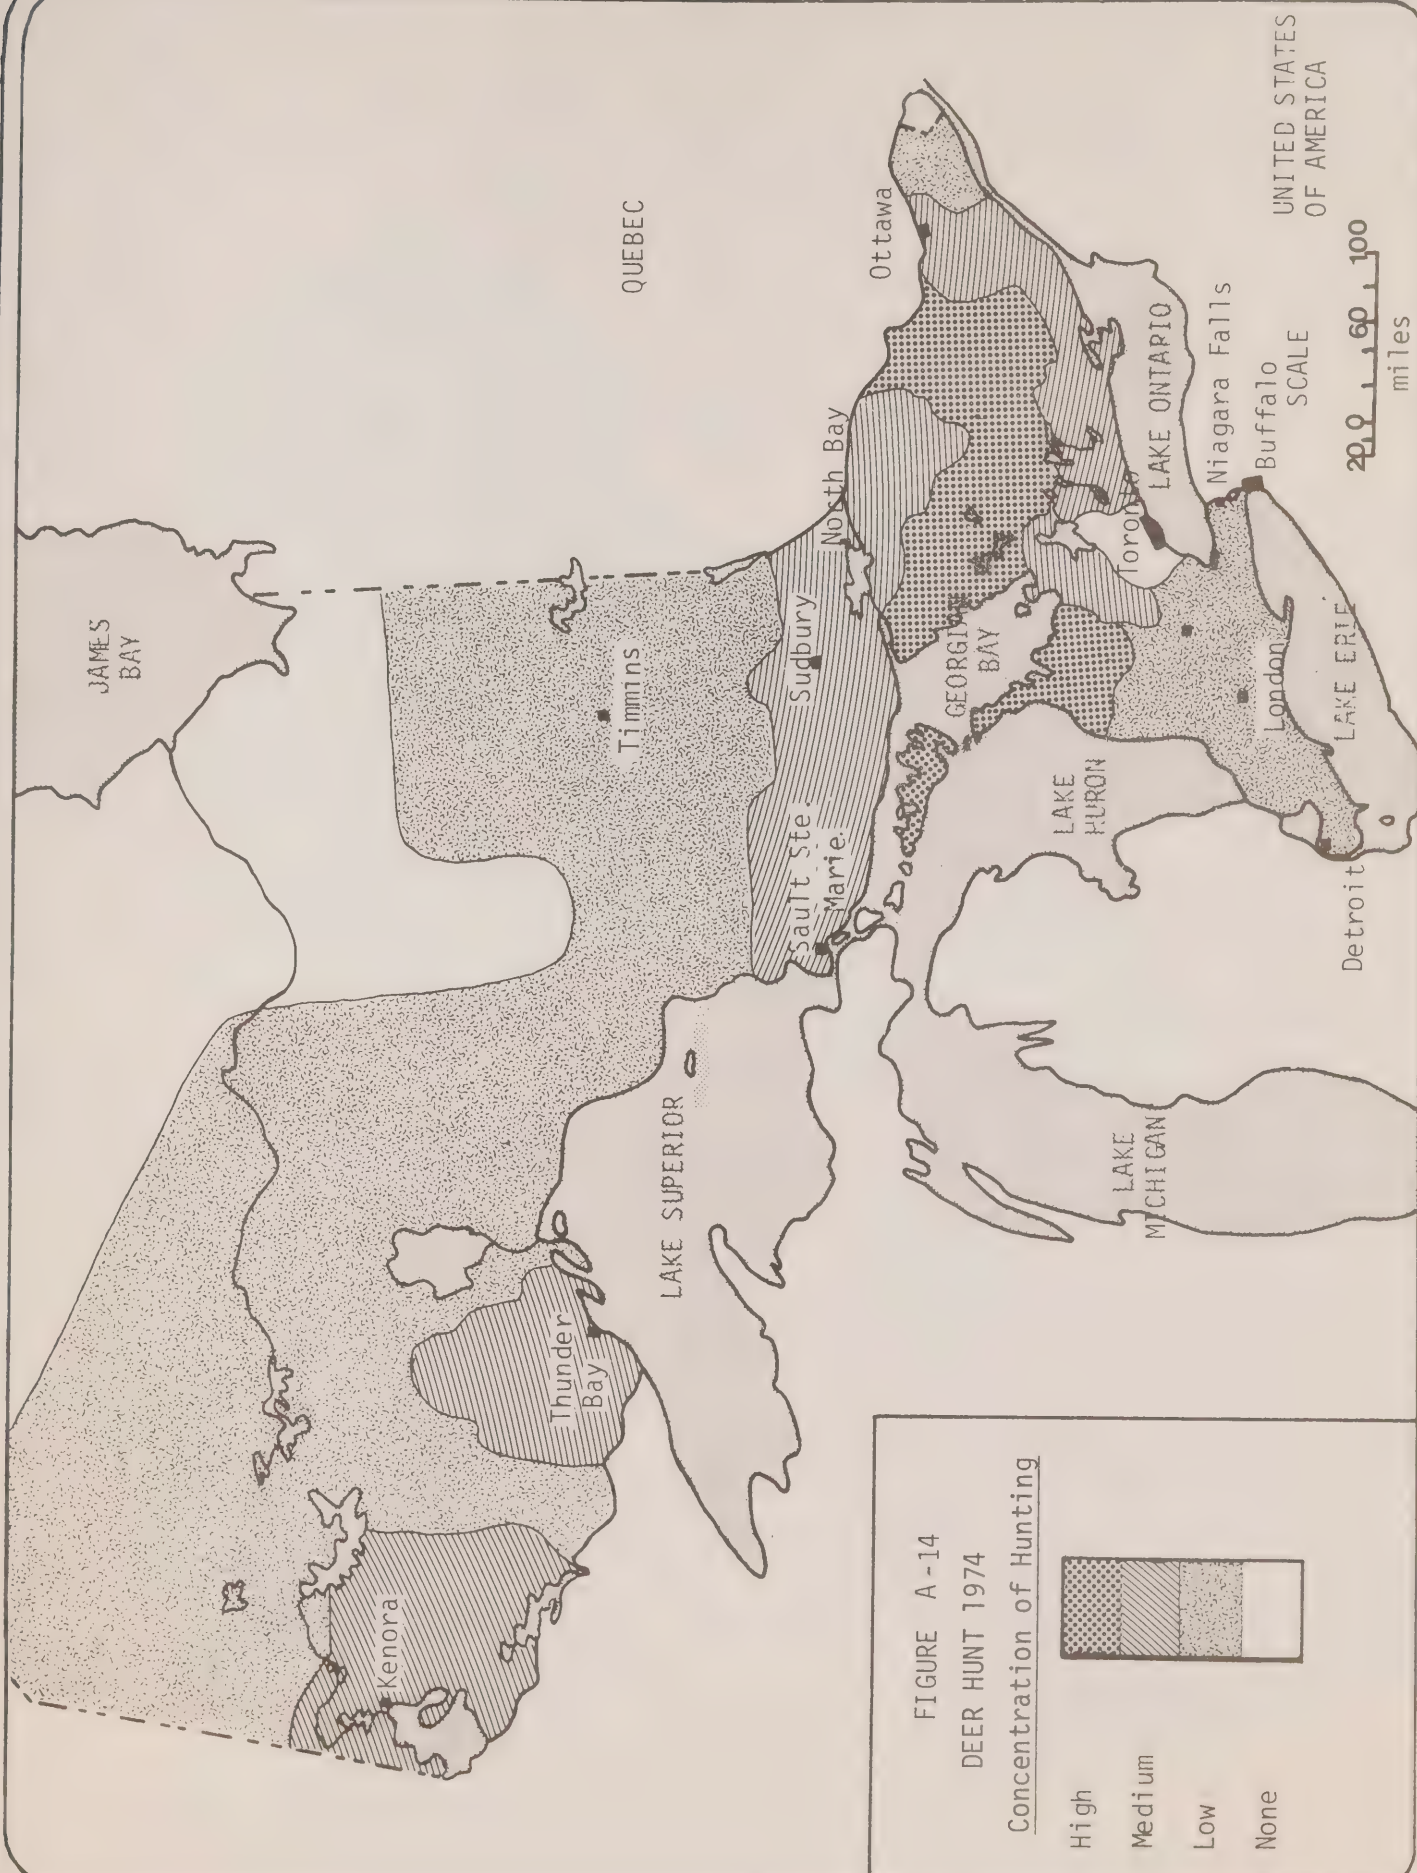 JAMES
BAY
QUEBEC
Timmins
Kenora
Thunder
Bay
LAKE SUPERIOR
Sault Ste.
Marie
Sudbury
North Bay
Ottawa
GEORGIAN
BAY
LAKE
HURON
LAKE
MICHIGAN
Toronto
LAKE ONTARIO
Niagara Falls
Buffalo
London
LAKE ERIE
Detroit
UNITED STATES
OF AMERICA
SCALE
20 0 60 100
miles
FIGURE A-14
DEER HUNT 1974
Concentration of Hunting
High
Medium
Low
None